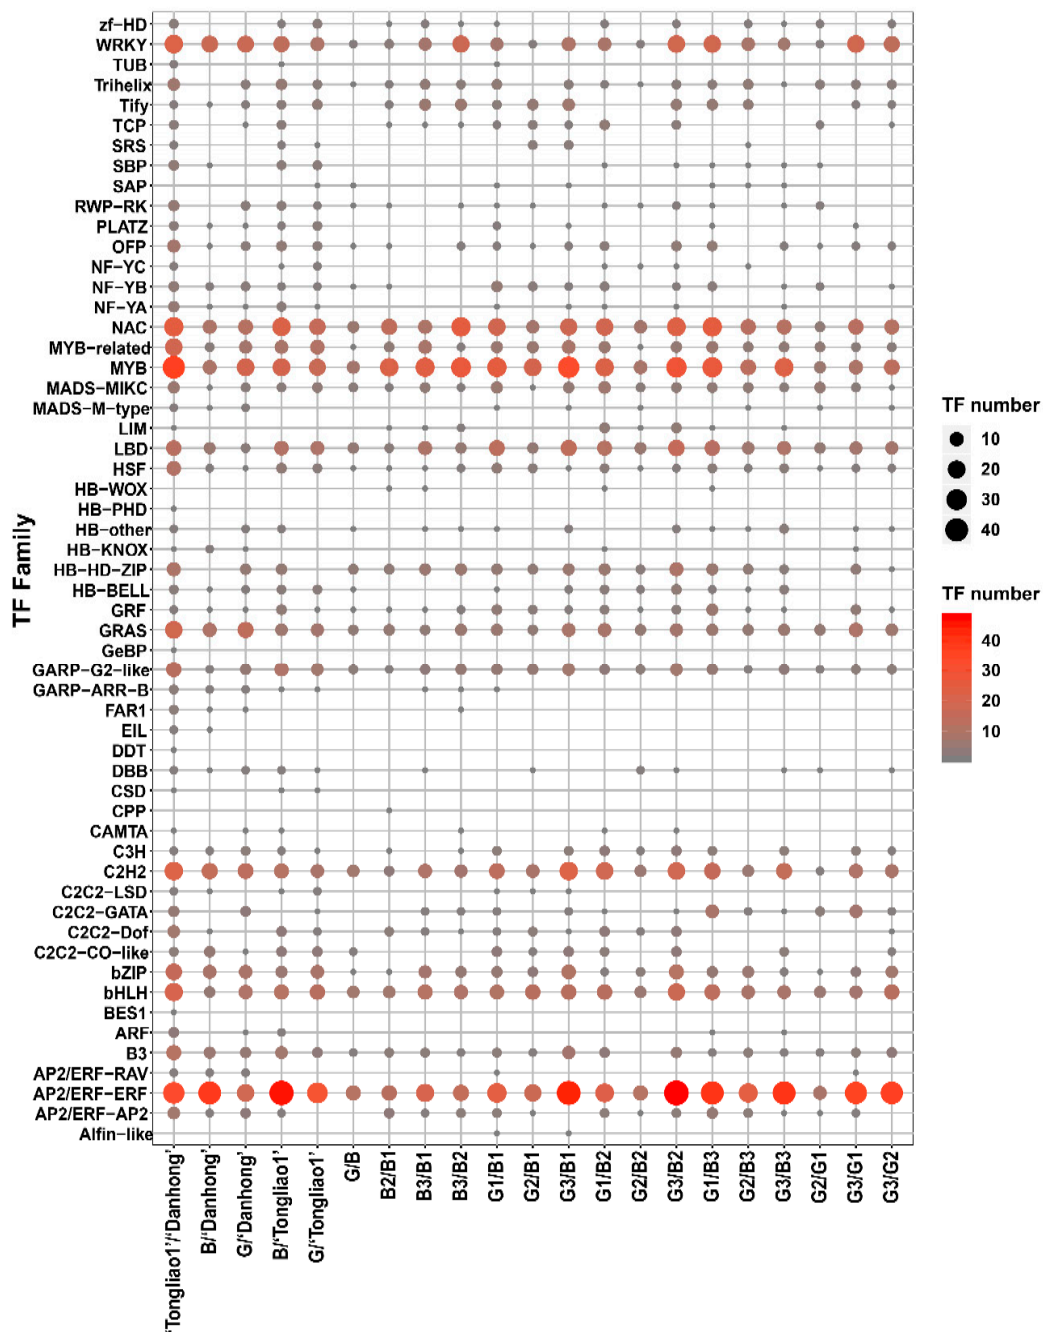 zf−HD
WRKY
TUB
Trihelix
Tify
TCP
SRS
SBP
SAP
RWP−RK
PLATZ
OFP
NF−YC
NF−YB
NF−YA
NAC
MYB−related
MYB
MADS−MIKC
MADS−M−type
LIM
LBD
HSF
HB−WOX
HB−PHD
HB−other
HB−KNOX
HB−HD−ZIP
HB−BELL
GRF
GRAS
GeBP
GARP−G2−like
GARP−ARR−B
FAR1
EIL
DDT
DBB
CSD
CPP
CAMTA
C3H
C2H2
C2C2−LSD
C2C2−GATA
C2C2−Dof
C2C2−CO−like
bZIP
bHLH
BES1
ARF
B3
AP2/ERF−RAV
AP2/ERF−ERF
AP2/ERF−AP2
Alfin−like
TF Family
‘Tongliao1’/‘Danhong’
B/‘Danhong’
G/‘Danhong’
B/‘Tongliao1’
G/‘Tongliao1’
G/B
B2/B1
B3/B1
B3/B2
G1/B1
G2/B1
G3/B1
G1/B2
G2/B2
G3/B2
G1/B3
G2/B3
G3/B3
G2/G1
G3/G1
G3/G2
TF number
10
20
30
40
TF number
40
30
20
10